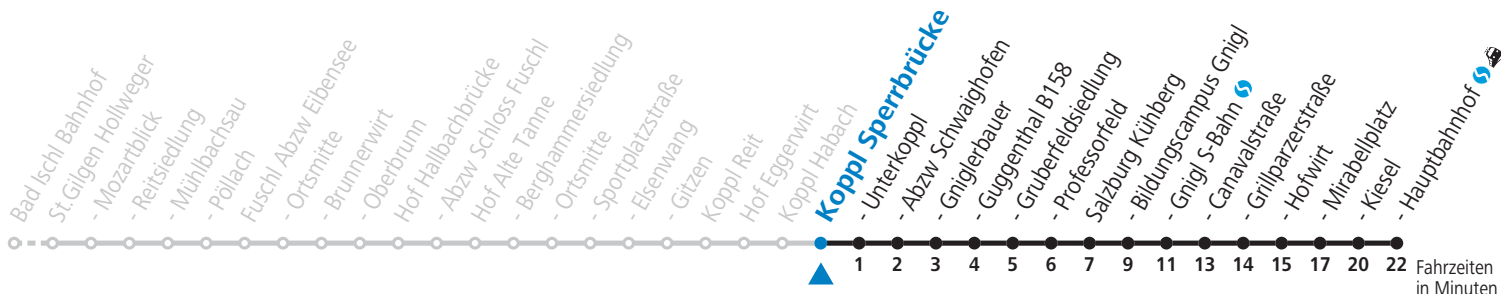 Bad Ischl Bahnhof
St.Gilgen Hollweger
- Mozartblick
- Reitsiedlung
- Mühlbachsau
- Pöllach
Fuschl Abzw Eibensee
- Ortsmitte
- Brunnerwirt
- Oberbrunn
Hof Hallbachbrücke
- Abzw Schloss Fuschl
Hof Alte Tanne
- Berghammersiedlung
- Ortsmitte
- Sportplatzstraße
- Elsenwang
- Gitzen
Koppl Reit
Hof Eggerwirt
Koppl Habach
Koppl Sperrbrücke
- Unterkoppl
- Abzw Schwaighofen
- Gniglerbauer
- Guggenthal B158
- Gruberfeldsiedlung
- Professorfeld
Salzburg Kühberg
- Bildungscampus Gnigl
- Gnigl S-Bahn
- Canavalstraße
- Grillparzerstraße
- Hofwirt
- Mirabellplatz
- Kiesel
- Hauptbahnhof
1 2 3 4 5 6 7 9 11 13 14 15 17 20 22 Fahrzeiten
in Minuten